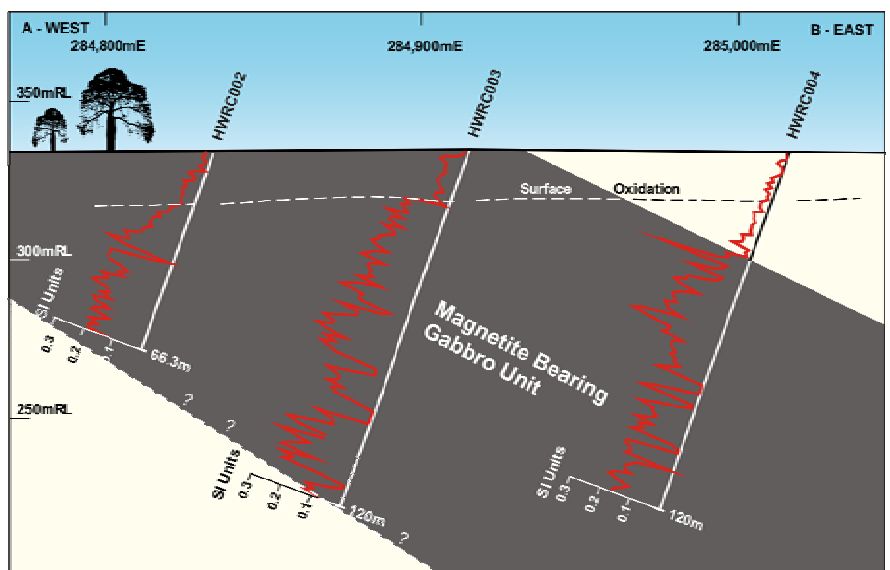 A - WEST
B - EAST
284,800mE
284,900mE
285,000mE
350mRL
HWRC002
HWRC003
HWRC004
Surface
Oxidation
300mRL
SI Units
0.3
0.2
0.1
66.3m
Magnetite Bearing
Gabbro Unit
250mRL
?
?
SI Units
0.3
0.2
0.1
120m
?
SI Units
0.3
0.2
0.1
120m